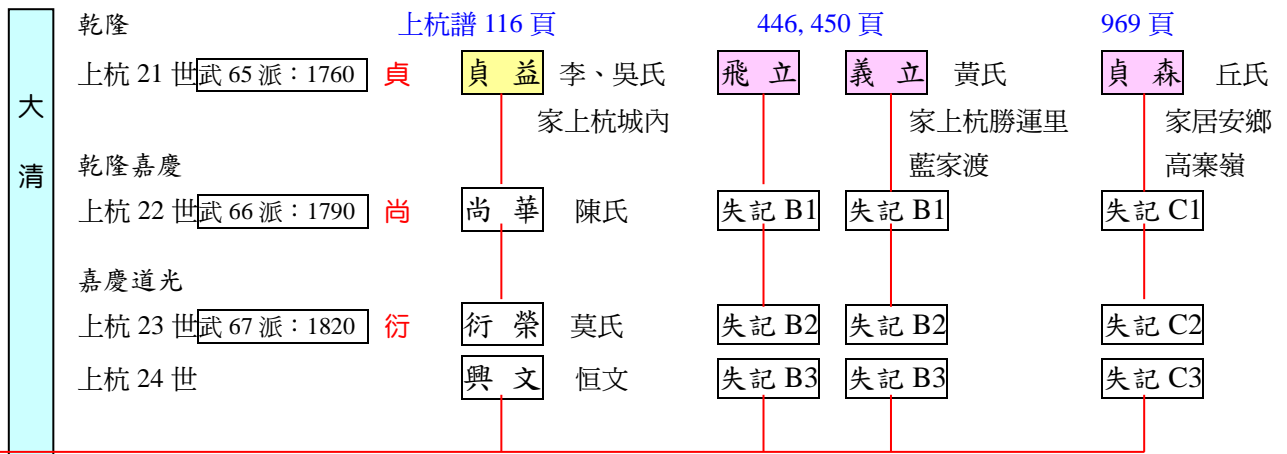 大清
乾隆 上杭譜 116 頁 446, 450 頁 969 頁
上杭 21 世 武 65 派：1760 貞 貞 益 李、吳氏 飛 立 義 立 黃氏 貞 森 丘氏
家上杭城內 家上杭勝運里 家居安鄉
乾隆嘉慶 藍家渡 高寨嶺
上杭 22 世 武 66 派：1790 尚 尚 華 陳氏 失記 B1 失記 B1 失記 C1
嘉慶道光
上杭 23 世 武 67 派：1820 衍 衍 榮 莫氏 失記 B2 失記 B2 失記 C2
上杭 24 世 興 文 恒文 失記 B3 失記 B3 失記 C3